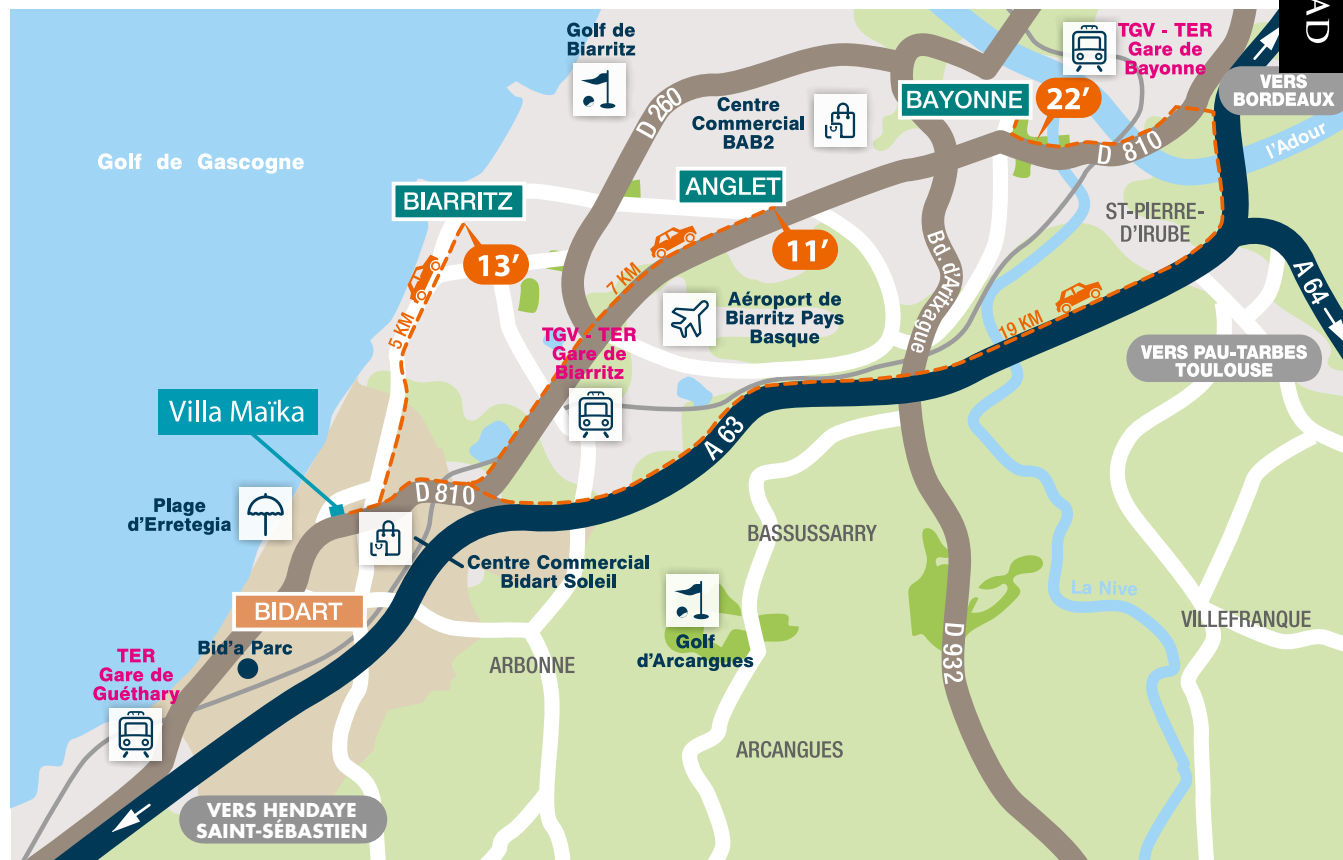 AD
Golf de
Biarritz
TGV - TER
Gare de
Bayonne
VERS
BORDEAUX
D 260
Centre
Commercial
BAB2
BAYONNE
22’
D 810
l'Adour
Golf de Gascogne
ANGLET
BIARRITZ
11’
13’
ST-PIERRE-
D'IRUBE
Bd. d'Aritxague
7 KM
5 KM
19 KM
A 64
Aéroport de
Biarritz Pays
Basque
TGV - TER
Gare de
Biarritz
VERS PAU-TARBES
TOULOUSE
Villa Maïka
A 63
D 810
Plage
d'Erretegia
BASSUSSARRY
Centre Commercial
Bidart Soleil
La Nive
BIDART
VILLEFRANQUE
Bid'a Parc
Golf
d'Arcangues
D 932
TER
Gare de
Guéthary
ARBONNE
ARCANGUES
VERS HENDAYE
SAINT-SÉBASTIEN